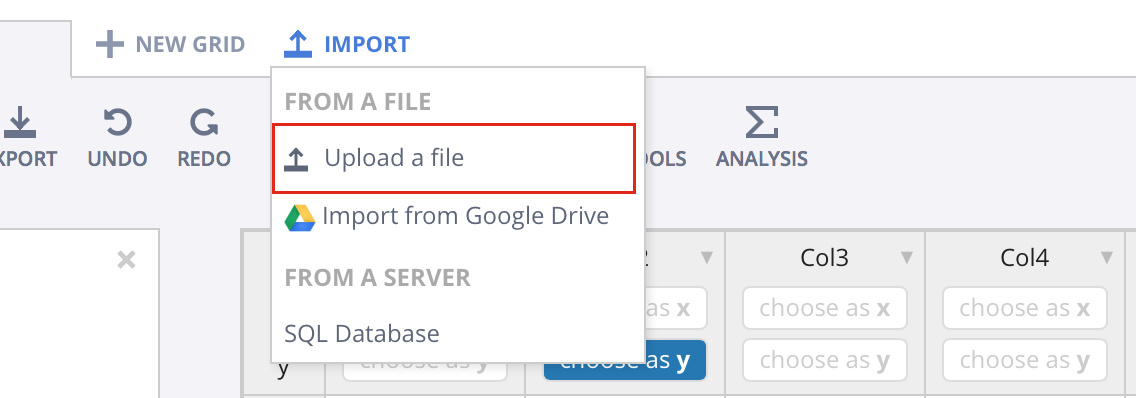 NEW GRID
IMPORT
FROM A FILE
Upload a file
Import from Google Drive
FROM A SERVER
SQL Database
XPORT
UNDO
REDO
OOLS
ANALYSIS
2
Col3
Col4
as x
choose as x
choose as x
y
choose as y
choose as y
choose as y
choose as y